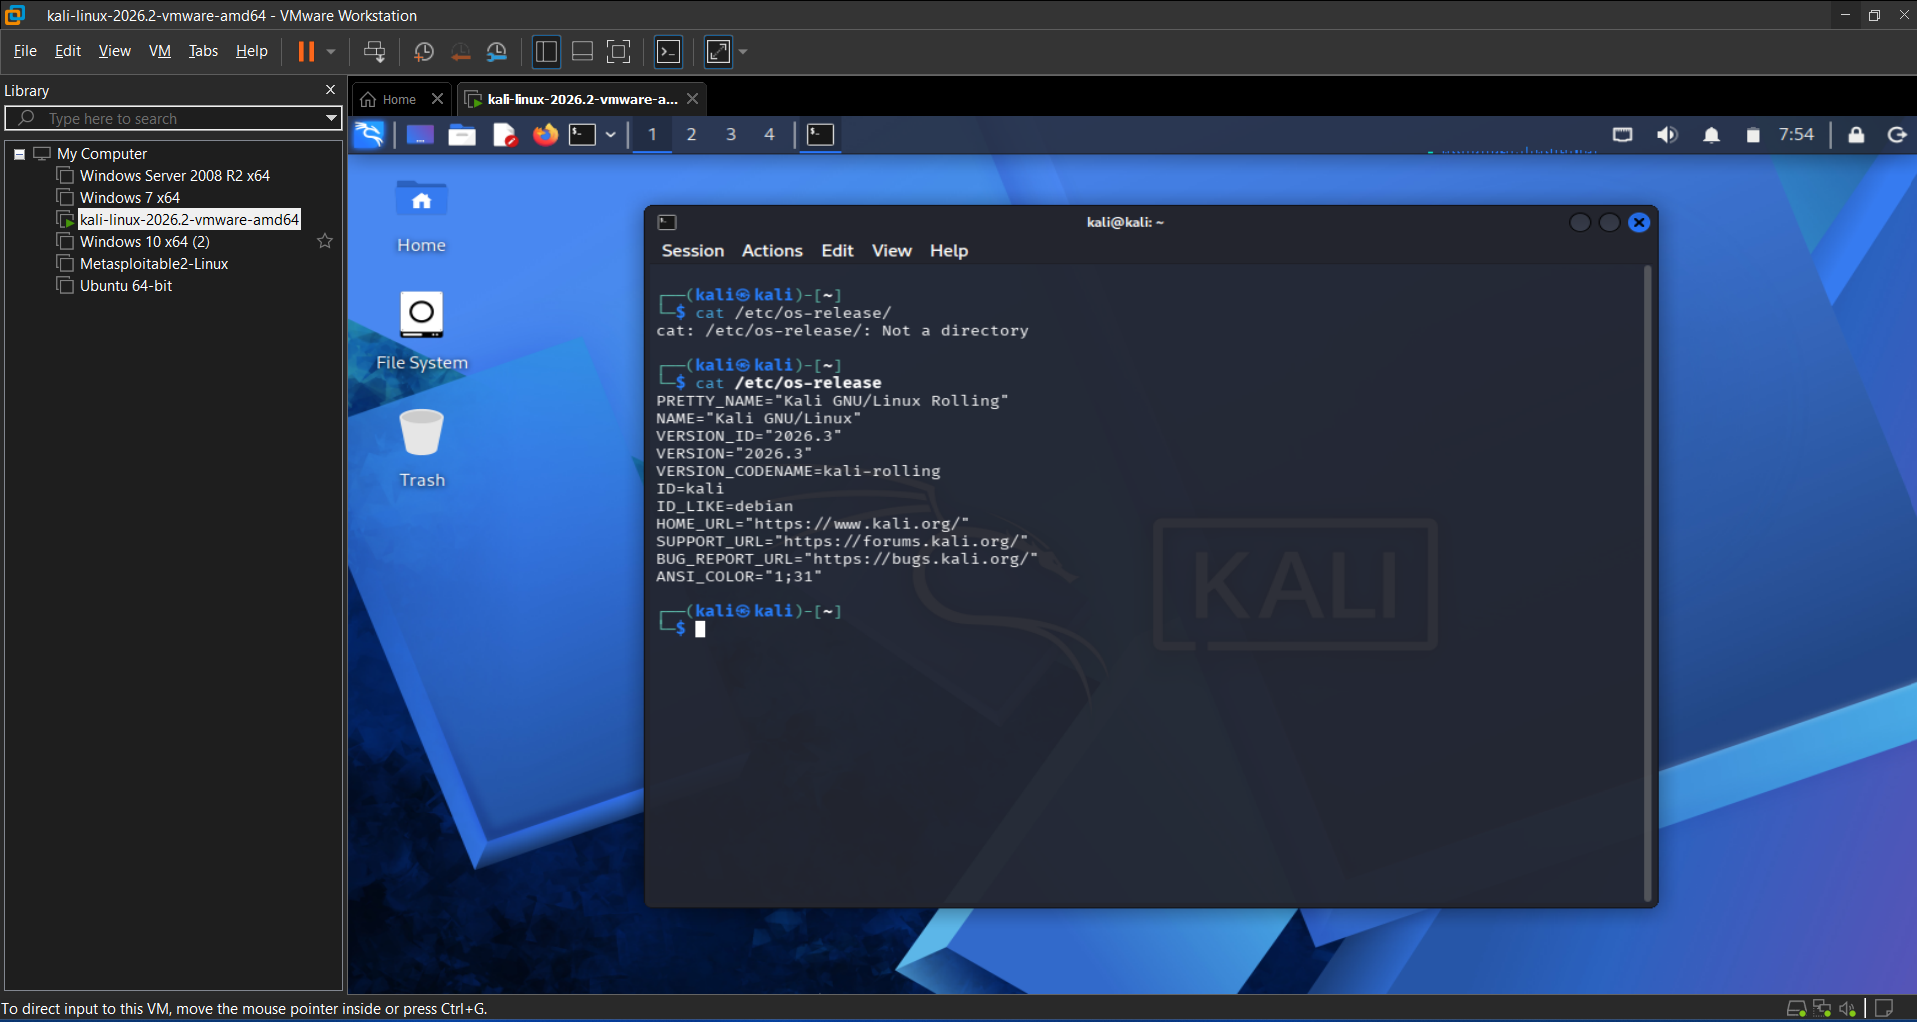 kali-linux-2026.2-vmware-amd64 - VMware Workstation
File Edit View VM Tabs Help
Library
Type here to search
My Computer
Windows Server 2008 R2 x64
Windows 7 x64
kali-linux-2026.2-vmware-amd64
Windows 10 x64 (2)
Metasploitable2-Linux
Ubuntu 64-bit
Home
kali-linux-2026.2-vmware-a...
1 2 3 4
7:54
Home
File System
Trash
kali@kali: ~
Session Actions Edit View Help
┌──(kali㉿kali)-[~]
└─$ cat /etc/os-release/
cat: /etc/os-release/: Not a directory
┌──(kali㉿kali)-[~]
└─$ cat /etc/os-release
PRETTY_NAME="Kali GNU/Linux Rolling"
NAME="Kali GNU/Linux"
VERSION_ID="2026.3"
VERSION="2026.3"
VERSION_CODENAME=kali-rolling
ID=kali
ID_LIKE=debian
HOME_URL="https://www.kali.org/"
SUPPORT_URL="https://forums.kali.org/"
BUG_REPORT_URL="https://bugs.kali.org/"
ANSI_COLOR="1;31"
┌──(kali㉿kali)-[~]
└─$
KALI
To direct input to this VM, move the mouse pointer inside or press Ctrl+G.